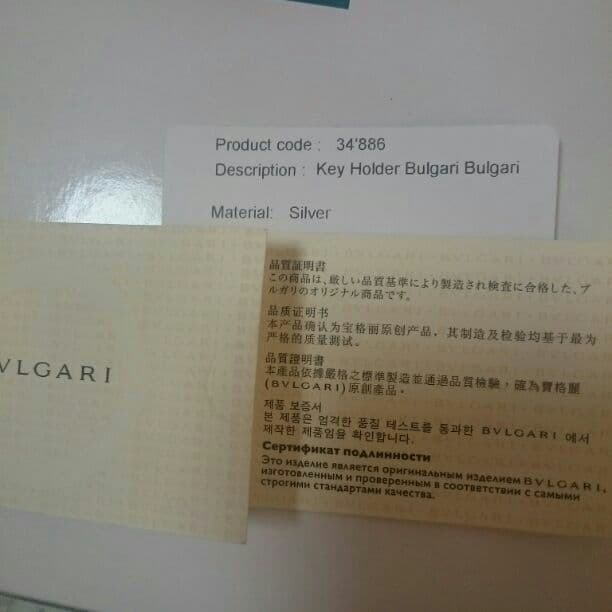 Product code : 34'886
Description : Key Holder Bulgari Bulgari
Material: Silver
VLGARI
品質証明書
この商品は、厳しい品質基準により製造され検査に合格した、ブ
ルガリのオリジナル商品です。
品质证明书
本产品确认为宝格丽原创产品，其制造及检验均基于最为
严格的质量测试。
品質證明書
本產品依據嚴格之標準製造並通過品質檢驗，確為寶格麗
(BVLGARI)原創產品。
제품 보증서
본 제품은 엄격한 품질 테스트를 통과한 BVLGARI 에서
제작한 제품임을 확인합니다.
Сертификат подлинности
Это изделие является оригинальным изделием BVLGARI,
изготовленным и проверенным в соответствии с самыми
строгими стандартами качества.